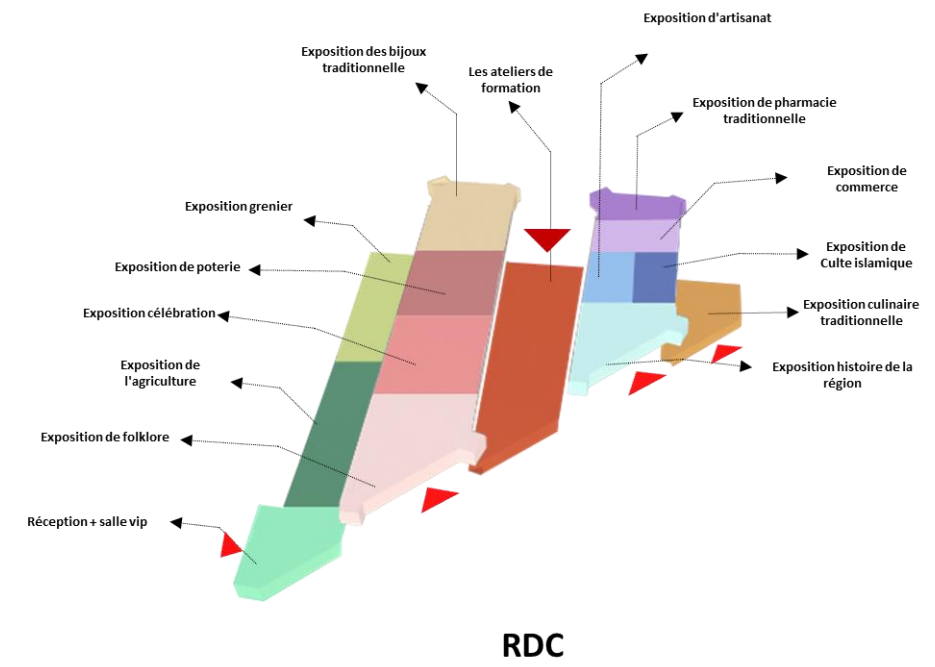 Exposition d'artisanat
Exposition des bijoux
traditionnelle
Les ateliers de
formation
Exposition de pharmacie
traditionnelle
Exposition de
commerce
Exposition grenier
Exposition de
Culte islamique
Exposition de poterie
Exposition célébration
Exposition culinaire
traditionnelle
Exposition de
l'agriculture
Exposition histoire de la
région
Exposition de folklore
Réception + salle vip
RDC